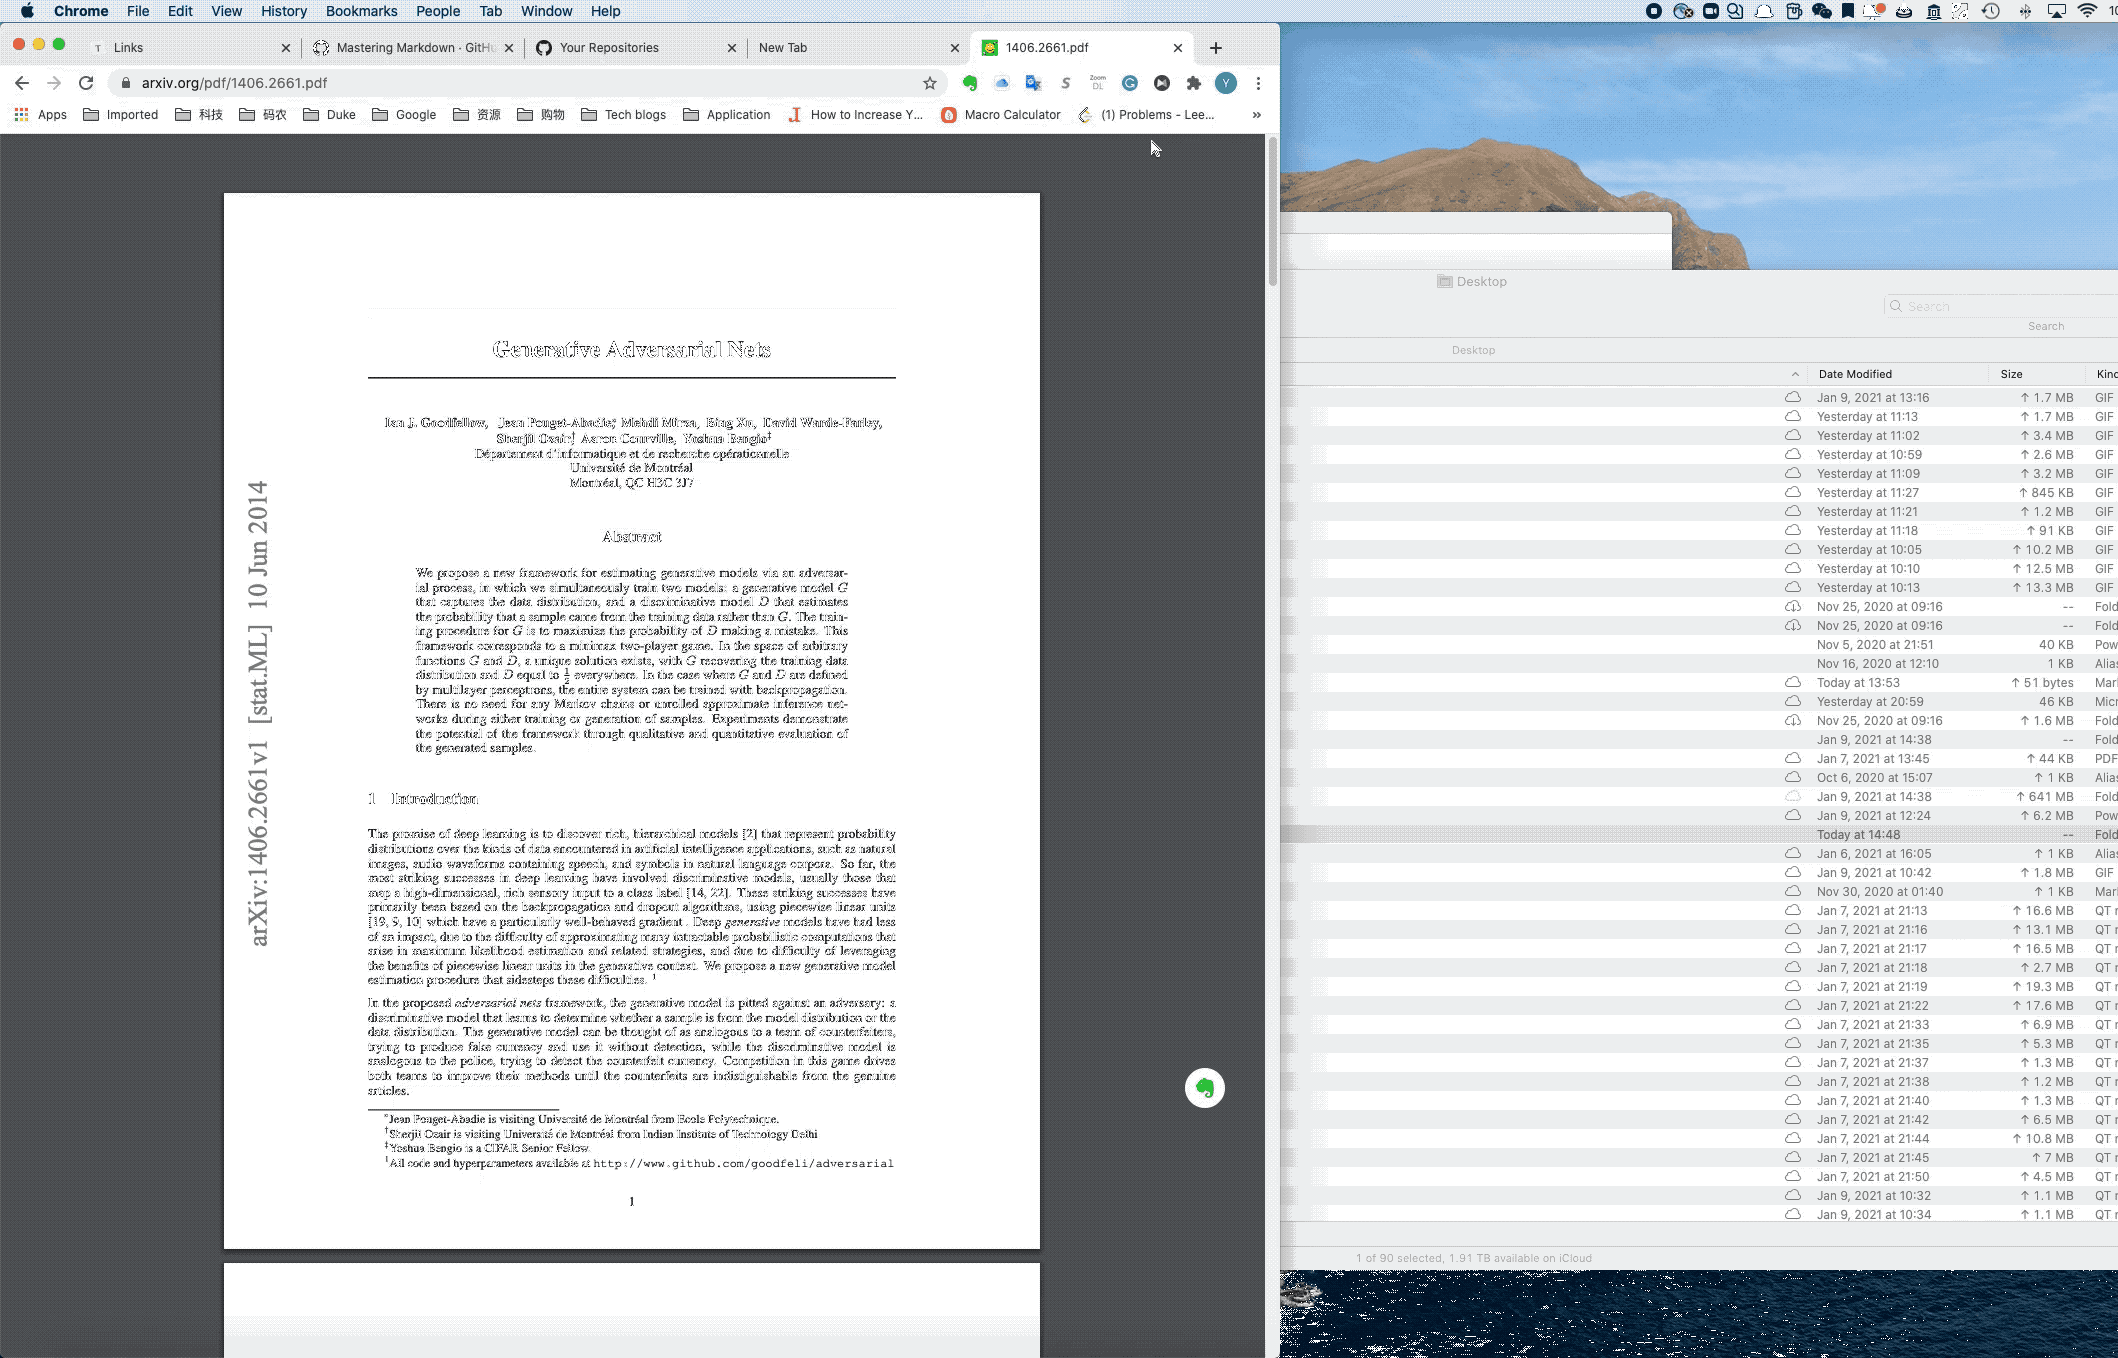 Chrome File Edit View History Bookmarks People Tab Window Help
Links
Mastering Markdown · GitHu
Your Repositories
New Tab
1406.2661.pdf
arxiv.org/pdf/1406.2661.pdf
Apps Imported 科技 码农 Duke Google 资源 购物 Tech blogs Application How to Increase Y... Macro Calculator (1) Problems - Lee... »
arXiv:1406.2661v1 [stat.ML] 10 Jun 2014
Generative Adversarial Nets
Ian J. Goodfellow, Jean Pouget-Abadie,* Mehdi Mirza, Bing Xu, David Warde-Farley,
Sherjil Ozair,† Aaron Courville, Yoshua Bengio‡
Département d'informatique et de recherche opérationnelle
Université de Montréal
Montréal, QC H3C 3J7
Abstract
We propose a new framework for estimating generative models via an adversar-
ial process, in which we simultaneously train two models: a generative model G
that captures the data distribution, and a discriminative model D that estimates
the probability that a sample came from the training data rather than G. The train-
ing procedure for G is to maximize the probability of D making a mistake. This
framework corresponds to a minimax two-player game. In the space of arbitrary
functions G and D, a unique solution exists, with G recovering the training data
distribution and D equal to 1/2 everywhere. In the case where G and D are defined
by multilayer perceptrons, the entire system can be trained with backpropagation.
There is no need for any Markov chains or unrolled approximate inference net-
works during either training or generation of samples. Experiments demonstrate
the potential of the framework through qualitative and quantitative evaluation of
the generated samples.
1 Introduction
The promise of deep learning is to discover rich, hierarchical models [2] that represent probability
distributions over the kinds of data encountered in artificial intelligence applications, such as natural
images, audio waveforms containing speech, and symbols in natural language corpora. So far, the
most striking successes in deep learning have involved discriminative models, usually those that
map a high-dimensional, rich sensory input to a class label [14, 22]. These striking successes have
primarily been based on the backpropagation and dropout algorithms, using piecewise linear units
[19, 9, 10] which have a particularly well-behaved gradient . Deep generative models have had less
of an impact, due to the difficulty of approximating many intractable probabilistic computations that
arise in maximum likelihood estimation and related strategies, and due to difficulty of leveraging
the benefits of piecewise linear units in the generative context. We propose a new generative model
estimation procedure that sidesteps these difficulties. 1
In the proposed adversarial nets framework, the generative model is pitted against an adversary: a
discriminative model that learns to determine whether a sample is from the model distribution or the
data distribution. The generative model can be thought of as analogous to a team of counterfeiters,
trying to produce fake currency and use it without detection, while the discriminative model is
analogous to the police, trying to detect the counterfeit currency. Competition in this game drives
both teams to improve their methods until the counterfeits are indistiguishable from the genuine
articles.
*Jean Pouget-Abadie is visiting Université de Montréal from Ecole Polytechnique.
†Sherjil Ozair is visiting Université de Montréal from Indian Institute of Technology Delhi
‡Yoshua Bengio is a CIFAR Senior Fellow.
1All code and hyperparameters available at http://www.github.com/goodfeli/adversarial
1
Desktop
Search
Search
Desktop
Date Modified Size Kind
Jan 9, 2021 at 13:16 ↑ 1.7 MB GIF
Yesterday at 11:13 ↑ 1.7 MB GIF
Yesterday at 11:02 ↑ 3.4 MB GIF
Yesterday at 10:59 ↑ 2.6 MB GIF
Yesterday at 11:09 ↑ 3.2 MB GIF
Yesterday at 11:27 ↑ 845 KB GIF
Yesterday at 11:21 ↑ 1.2 MB GIF
Yesterday at 11:18 ↑ 91 KB GIF
Yesterday at 10:05 ↑ 10.2 MB GIF
Yesterday at 10:10 ↑ 12.5 MB GIF
Yesterday at 10:13 ↑ 13.3 MB GIF
Nov 25, 2020 at 09:16 -- Fold
Nov 25, 2020 at 09:16 -- Fold
Nov 5, 2020 at 21:51 40 KB Pow
Nov 16, 2020 at 12:10 1 KB Alias
Today at 13:53 ↑ 51 bytes Mar
Yesterday at 20:59 46 KB Micr
Nov 25, 2020 at 09:16 ↑ 1.6 MB Fold
Jan 9, 2021 at 14:38 -- Fold
Jan 7, 2021 at 13:45 ↑ 44 KB PDF
Oct 6, 2020 at 15:07 ↑ 1 KB Alias
Jan 9, 2021 at 14:38 ↑ 641 MB Fold
Jan 9, 2021 at 12:24 ↑ 6.2 MB Pow
Today at 14:48 -- Fold
Jan 6, 2021 at 16:05 ↑ 1 KB Alias
Jan 9, 2021 at 10:42 ↑ 1.8 MB GIF
Nov 30, 2020 at 01:40 ↑ 1 KB Mar
Jan 7, 2021 at 21:13 ↑ 16.6 MB QT
Jan 7, 2021 at 21:16 ↑ 13.1 MB QT
Jan 7, 2021 at 21:17 ↑ 16.5 MB QT
Jan 7, 2021 at 21:18 ↑ 2.7 MB QT
Jan 7, 2021 at 21:19 ↑ 19.3 MB QT
Jan 7, 2021 at 21:22 ↑ 17.6 MB QT
Jan 7, 2021 at 21:33 ↑ 6.9 MB QT
Jan 7, 2021 at 21:35 ↑ 5.3 MB QT
Jan 7, 2021 at 21:37 ↑ 1.3 MB QT
Jan 7, 2021 at 21:38 ↑ 1.2 MB QT
Jan 7, 2021 at 21:40 ↑ 1.3 MB QT
Jan 7, 2021 at 21:42 ↑ 6.5 MB QT
Jan 7, 2021 at 21:44 ↑ 10.8 MB QT
Jan 7, 2021 at 21:45 ↑ 7 MB QT
Jan 7, 2021 at 21:50 ↑ 4.5 MB QT
Jan 9, 2021 at 10:32 ↑ 1.1 MB QT
Jan 9, 2021 at 10:34 ↑ 1.1 MB QT
1 of 90 selected, 1.91 TB available on iCloud